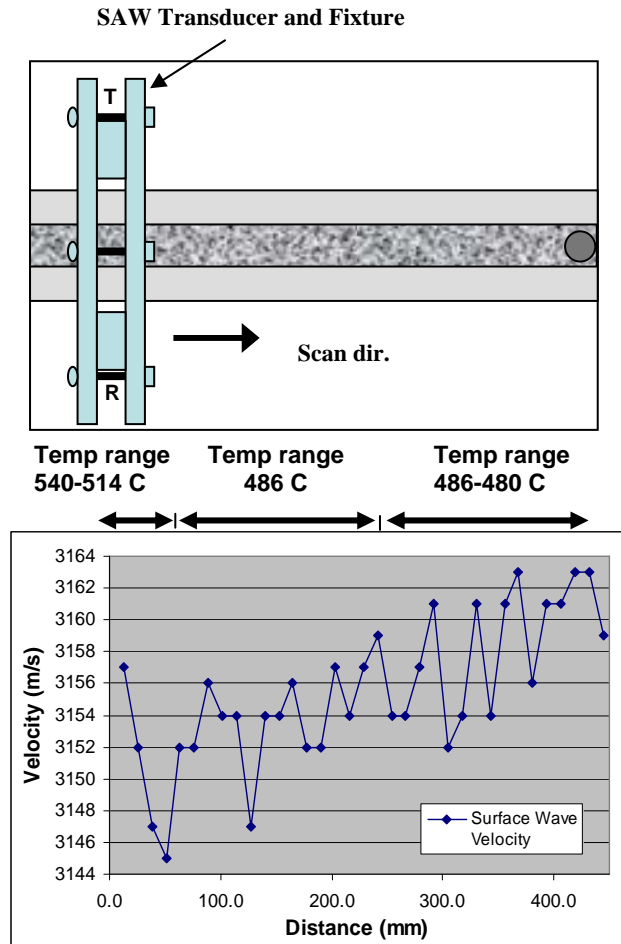 SAW Transducer and Fixture
T
Scan dir.
R
Temp range Temp range Temp range
540-514 C 486 C 486-480 C
3164
3162
3160
3158
3156
3154
3152
3150
3148
3146
3144
Velocity (m/s)
Surface Wave
Velocity
0.0 100.0 200.0 300.0 400.0
Distance (mm)